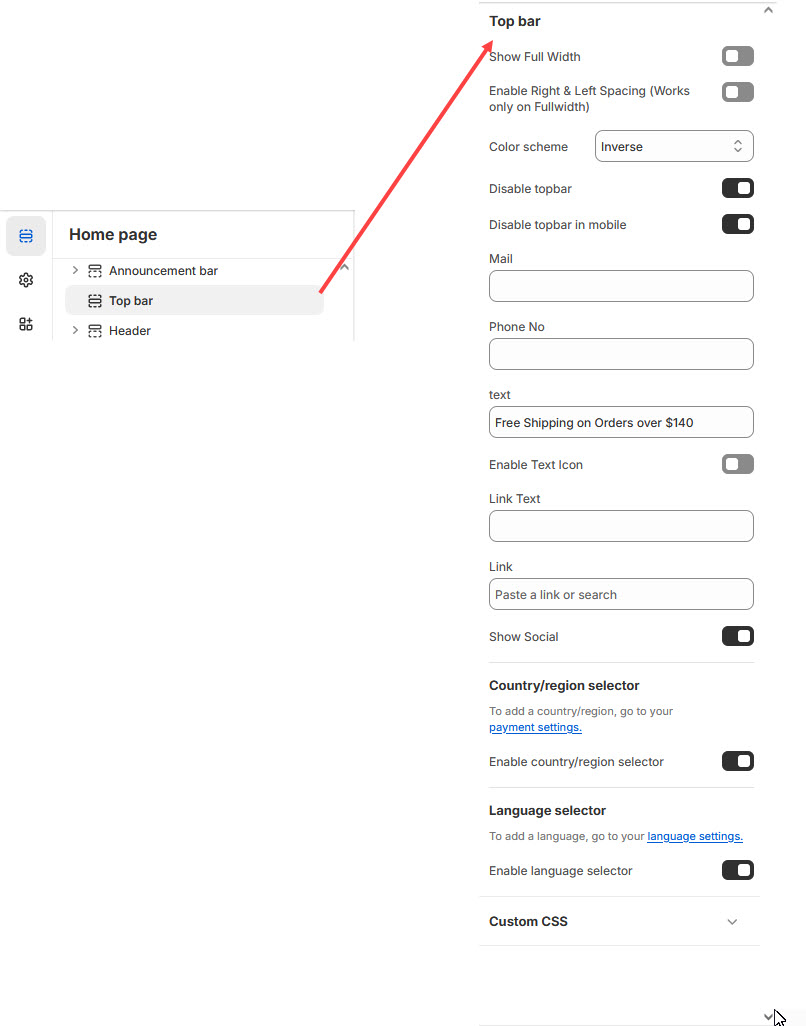 Home page
Announcement bar
Top bar
Header
Top bar
Show Full Width
Enable Right & Left Spacing (Works
only on Fullwidth)
Color scheme
Inverse
Disable topbar
Disable topbar in mobile
Mail
Phone No
text
Free Shipping on Orders over $140
Enable Text Icon
Link Text
Link
Paste a link or search
Show Social
Country/region selector
To add a country/region, go to your
payment settings.
Enable country/region selector
Language selector
To add a language, go to your language settings.
Enable language selector
Custom CSS